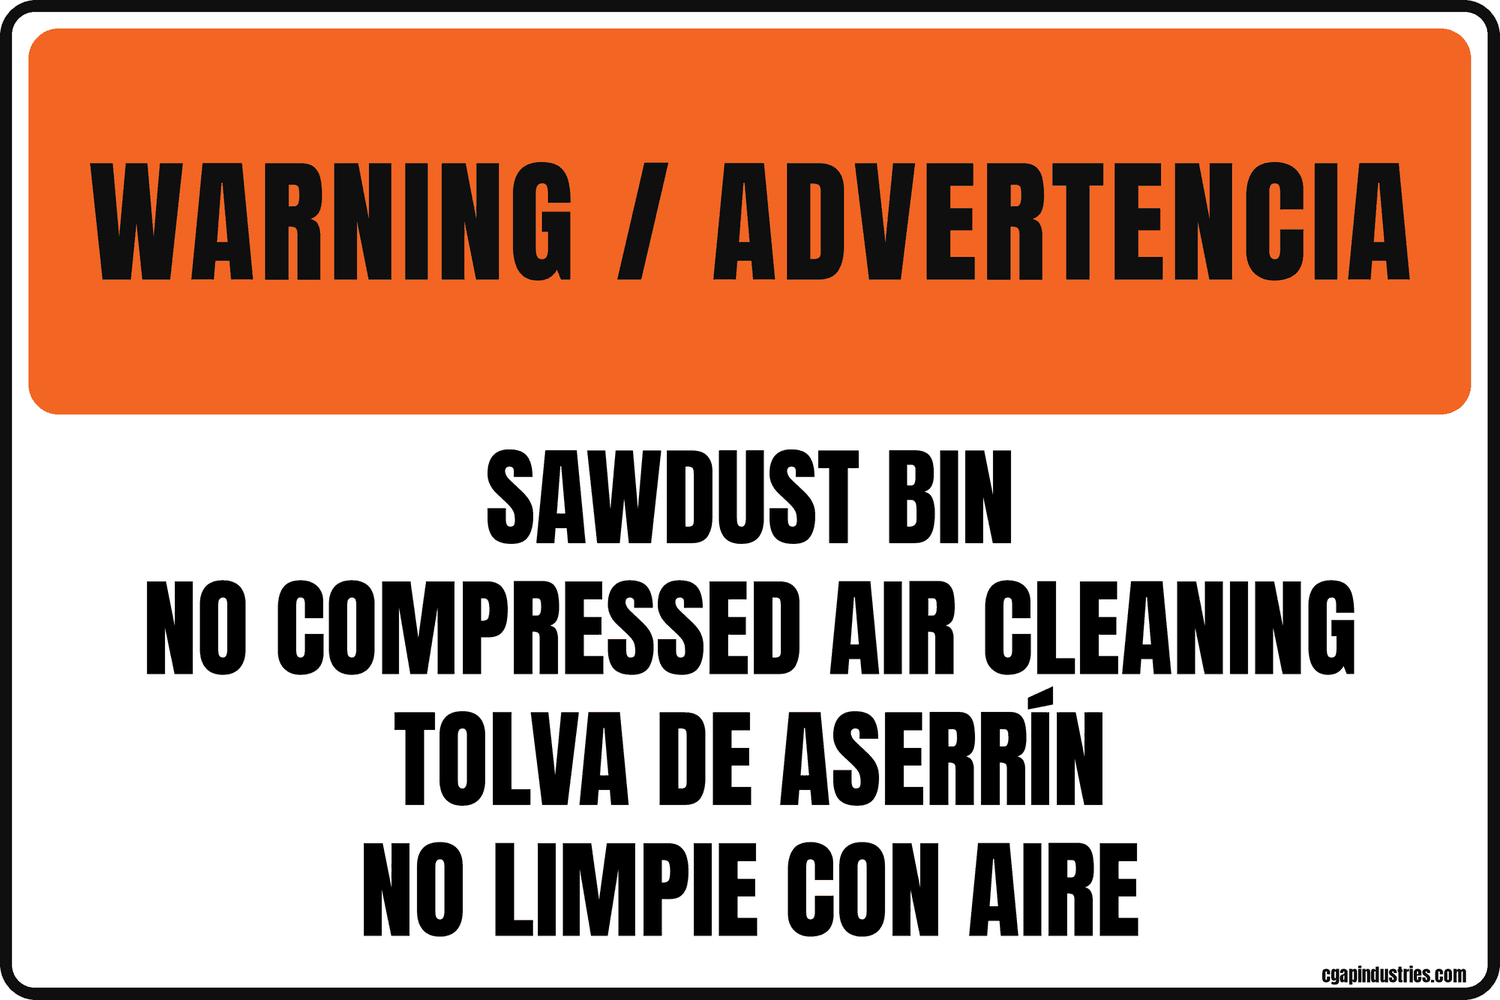 WARNING / ADVERTENCIA
SAWDUST BIN
NO COMPRESSED AIR CLEANING
TOLVA DE ASERRÍN
NO LIMPIE CON AIRE
cgapindustries.com